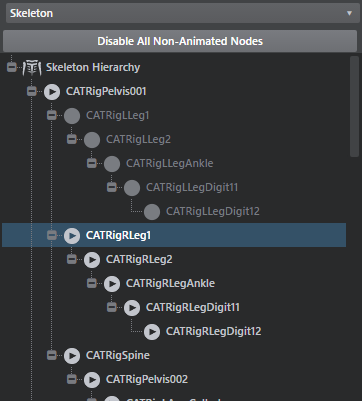 Skeleton
Disable All Non-Animated Nodes
Skeleton Hierarchy
CATRigPelvis001
CATRigLLeg1
CATRigLLeg2
CATRigLLegAnkle
CATRigLLegDigit11
CATRigLLegDigit12
CATRigRLeg1
CATRigRLeg2
CATRigRLegAnkle
CATRigRLegDigit11
CATRigRLegDigit12
CATRigSpine
CATRigPelvis002